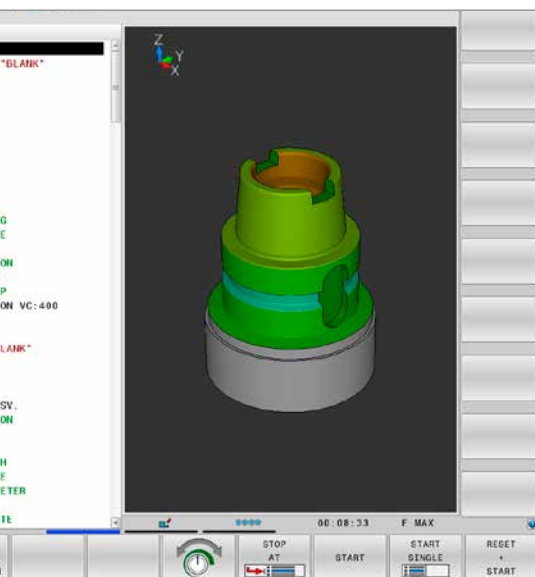 "BLANK"
G
E
ON
P
ON VC:400
LANK"
SV.
ON
H
E
ETER
TE
Z
Y
X
00:08:33 F MAX
STOP
AT
START
START
SINGLE
RESET
+
START